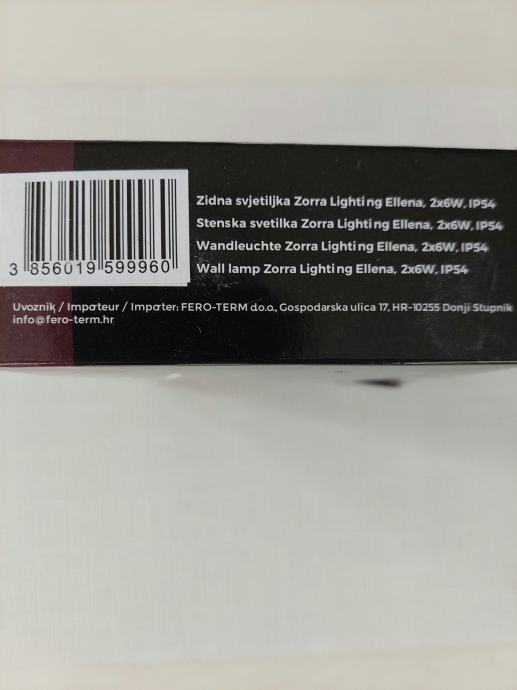 Zidna svjetiljka Zorra Lighting Ellena, 2x6W, IP54
Stenska svetilka Zorra Lighting Ellena, 2x6W, IP54
Wandleuchte Zorra Lighting Ellena, 2x6W, IP54
Wall lamp Zorra Lighting Ellena, 2x6W, IP54
3 856019 599960
Uvoznik / Impoteur / Impoter: FERO-TERM d.o.o., Gospodarska ulica 17, HR-10255 Donji Stupnik
info@fero-term.hr